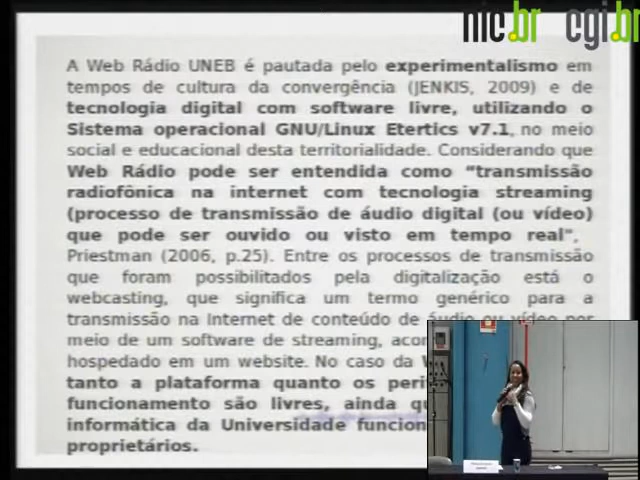 nic.br cgi.br
A Web Rádio UNEB é pautada pelo experimentalismo em
tempos de cultura da convergência (JENKIS, 2009) e de
tecnologia digital com software livre, utilizando o
Sistema operacional GNU/Linux Etertics v7.1, no meio
social e educacional desta territorialidade. Considerando que
Web Rádio pode ser entendida como "transmissão
radiofônica na internet com tecnologia streaming
(processo de transmissão de áudio digital (ou vídeo)
que pode ser ouvido ou visto em tempo real",
Priestman (2006, p.25). Entre os processos de transmissão
que foram possibilitados pela digitalização está o
webcasting, que significa um termo genérico para a
transmissão na Internet de conteúdo de áudio ou vídeo por
meio de um software de streaming,
hospedado em um website. No caso da
tanto a plataforma quanto os
funcionamento são livres, ainda
informática da Universidade
proprietários.